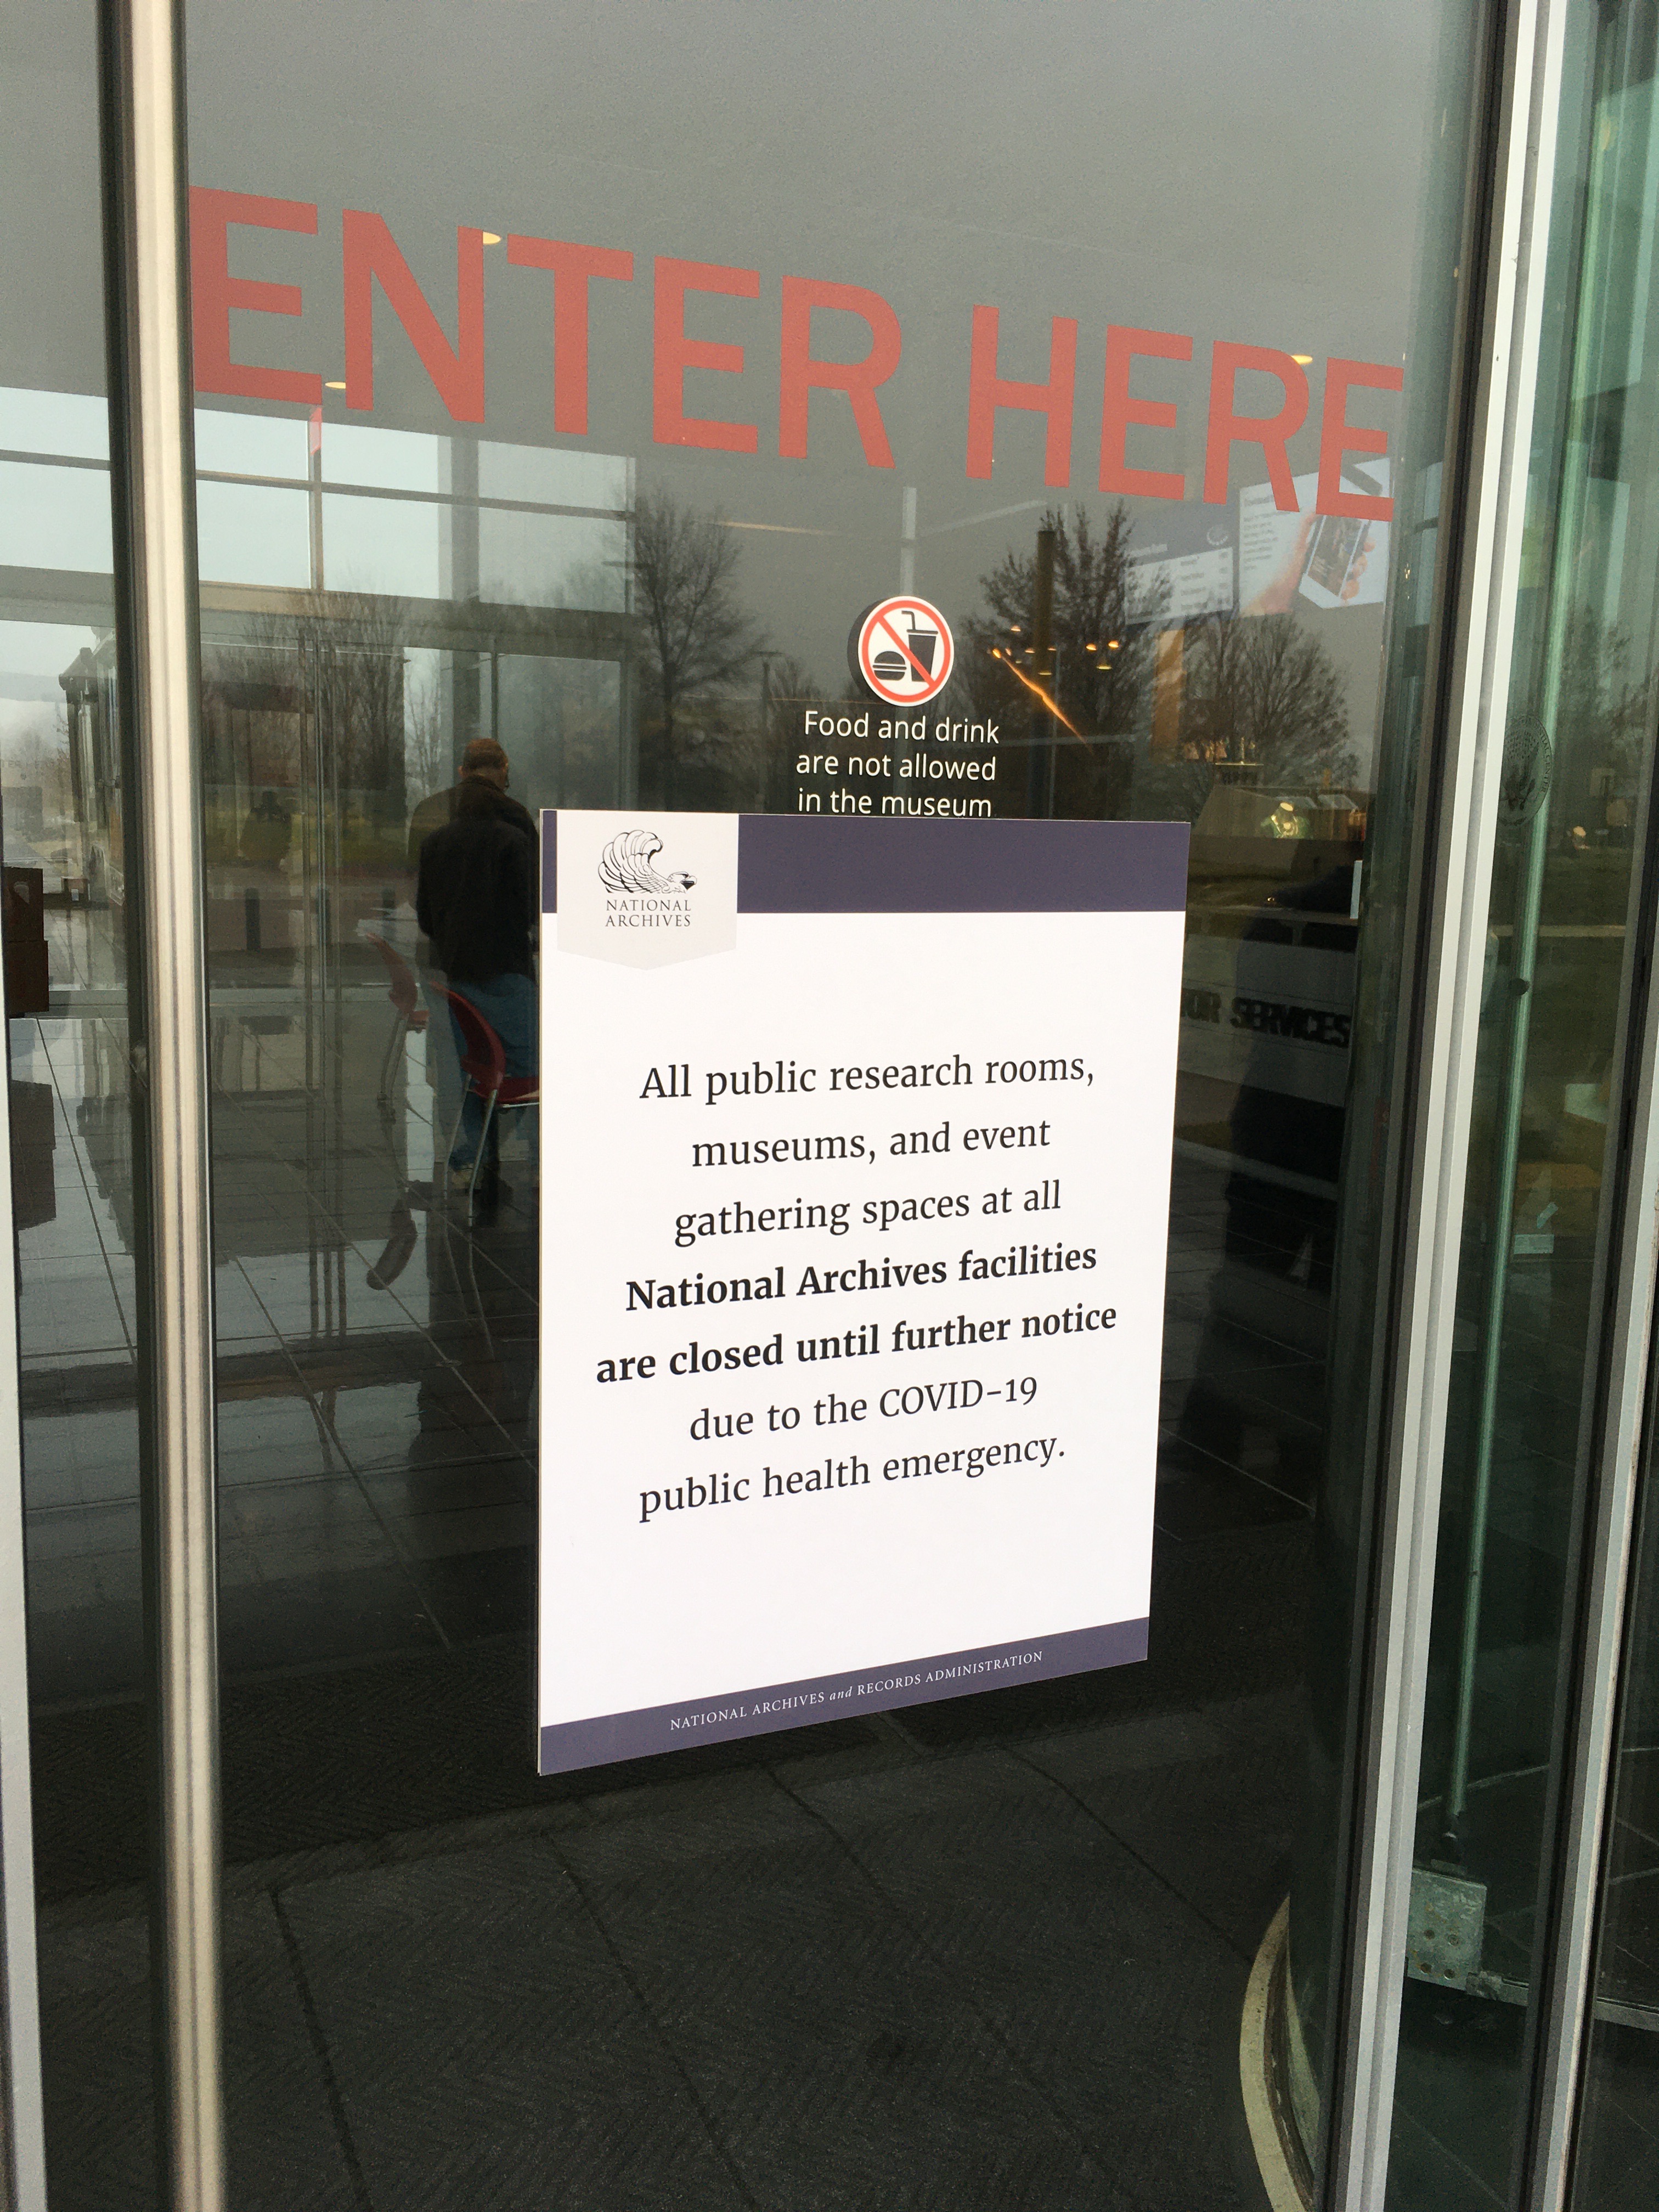 ENTER HERE
Food and drink
are not allowed
in the museum
NATIONAL
ARCHIVES
All public research rooms,
museums, and event
gathering spaces at all
National Archives facilities
are closed until further notice
due to the COVID-19
public health emergency.
NATIONAL ARCHIVES and RECORDS ADMINISTRATION
SERVICES